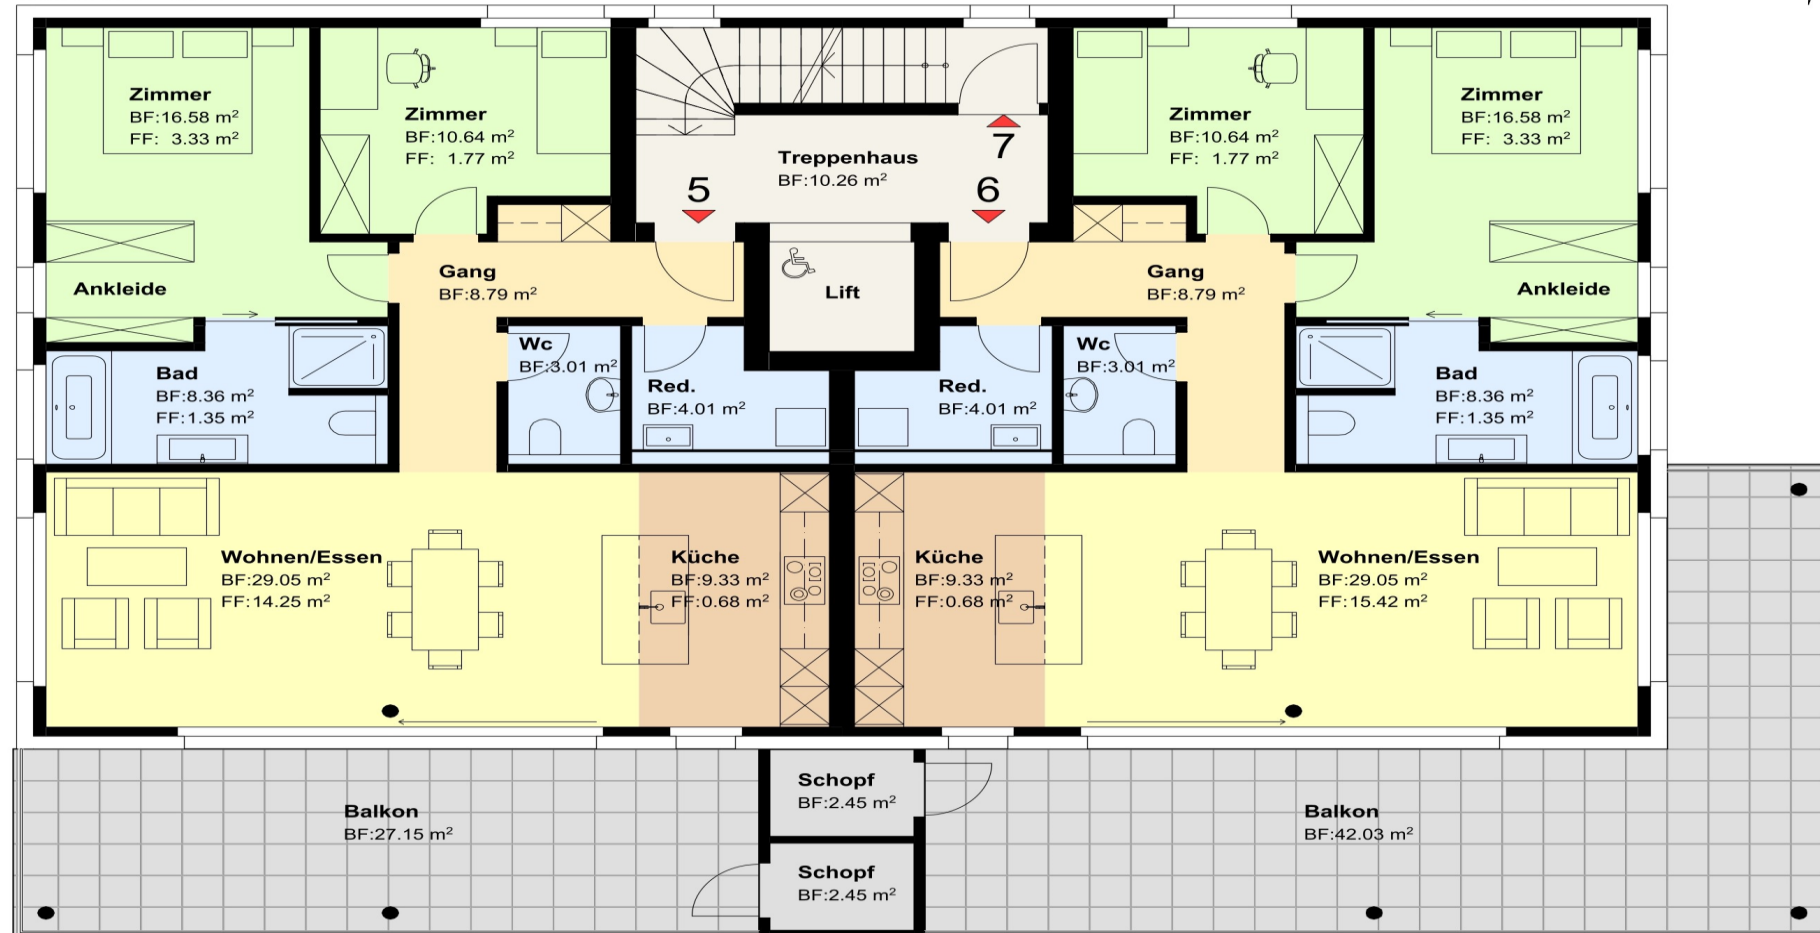 Zimmer
BF:16.58 m²
FF: 3.33 m²
Zimmer
BF:10.64 m²
FF: 1.77 m²
Treppenhaus
BF:10.26 m²
7
5
6
Zimmer
BF:10.64 m²
FF: 1.77 m²
Zimmer
BF:16.58 m²
FF: 3.33 m²
Ankleide
Gang
BF:8.79 m²
Lift
Gang
BF:8.79 m²
Ankleide
Bad
BF:8.36 m²
FF:1.35 m²
Wc
BF:3.01 m²
Red.
BF:4.01 m²
Red.
BF:4.01 m²
Wc
BF:3.01 m²
Bad
BF:8.36 m²
FF:1.35 m²
Wohnen/Essen
BF:29.05 m²
FF:14.25 m²
Küche
BF:9.33 m²
FF:0.68 m²
Küche
BF:9.33 m²
FF:0.68 m²
Wohnen/Essen
BF:29.05 m²
FF:15.42 m²
Balkon
BF:27.15 m²
Schopf
BF:2.45 m²
Schopf
BF:2.45 m²
Balkon
BF:42.03 m²